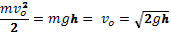 mv₀²/2 = mgh = v₀ = √2gh